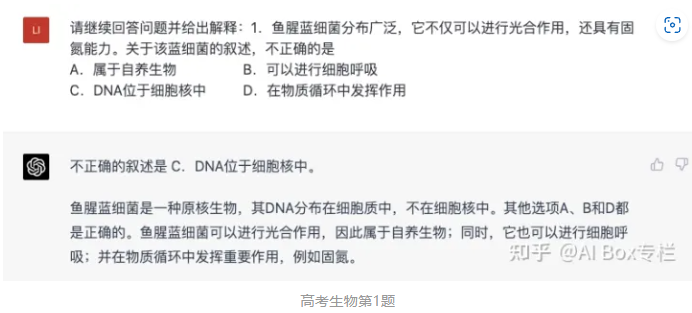 LI
请继续回答问题并给出解释：1. 鱼腥蓝细菌分布广泛，它不仅可以进行光合作用，还具有固
氮能力。关于该蓝细菌的叙述，不正确的是
A. 属于自养生物 B. 可以进行细胞呼吸
C. DNA位于细胞核中 D. 在物质循环中发挥作用
不正确的叙述是 C. DNA位于细胞核中。
鱼腥蓝细菌是一种原核生物，其DNA分布在细胞质中，不在细胞核中。其他选项A、B和D都
是正确的。鱼腥蓝细菌可以进行光合作用，因此属于自养生物；同时，它也可以进行细胞呼
吸；并在物质循环中发挥重要作用，例如固氮。
知乎 @AI Box专栏
高考生物第1题